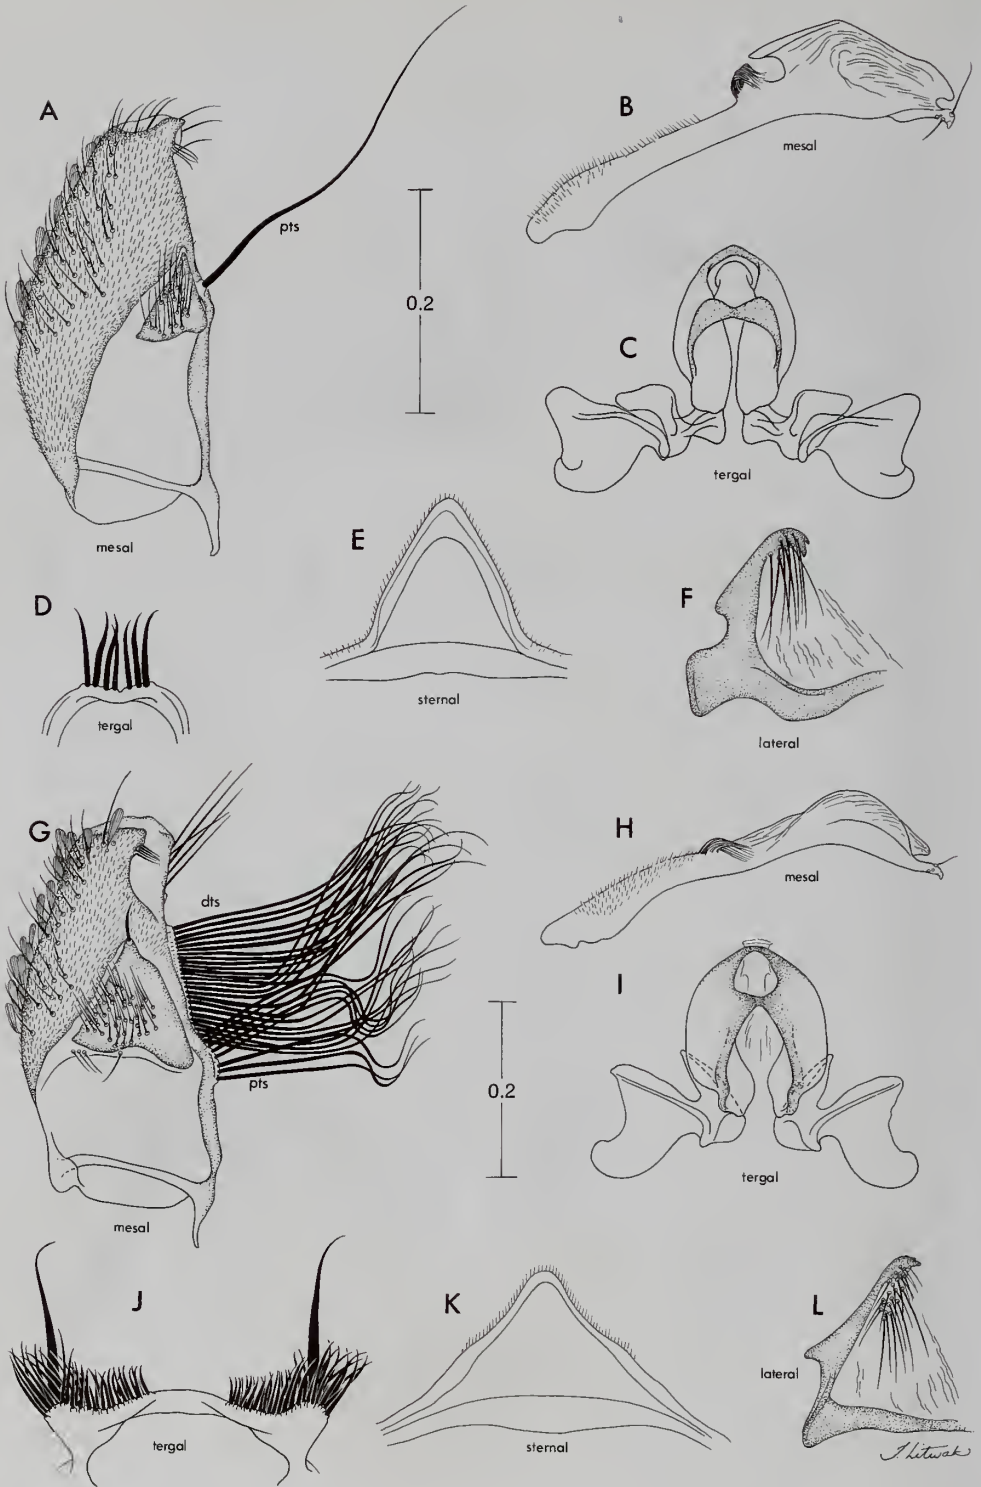 A
pts
mesal
0.2
B
mesal
C
tergal
D
tergal
E
sternal
F
lateral
G
dts
pts
mesal
0.2
H
mesal
I
tergal
J
tergal
K
sternal
L
lateral
T. Litwak